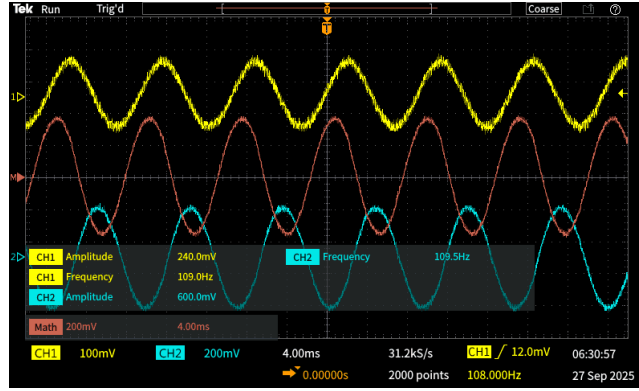 Tek Run Trig'd Coarse
T
1
M
2
CH1 Amplitude 240.0mV CH2 Frequency 109.5Hz
CH1 Frequency 109.0Hz
CH2 Amplitude 600.0mV
Math 200mV 4.00ms
CH1 100mV CH2 200mV 4.00ms 31.2kS/s CH1 12.0mV 06:30:57
0.00000s 2000 points 108.000Hz 27 Sep 2025